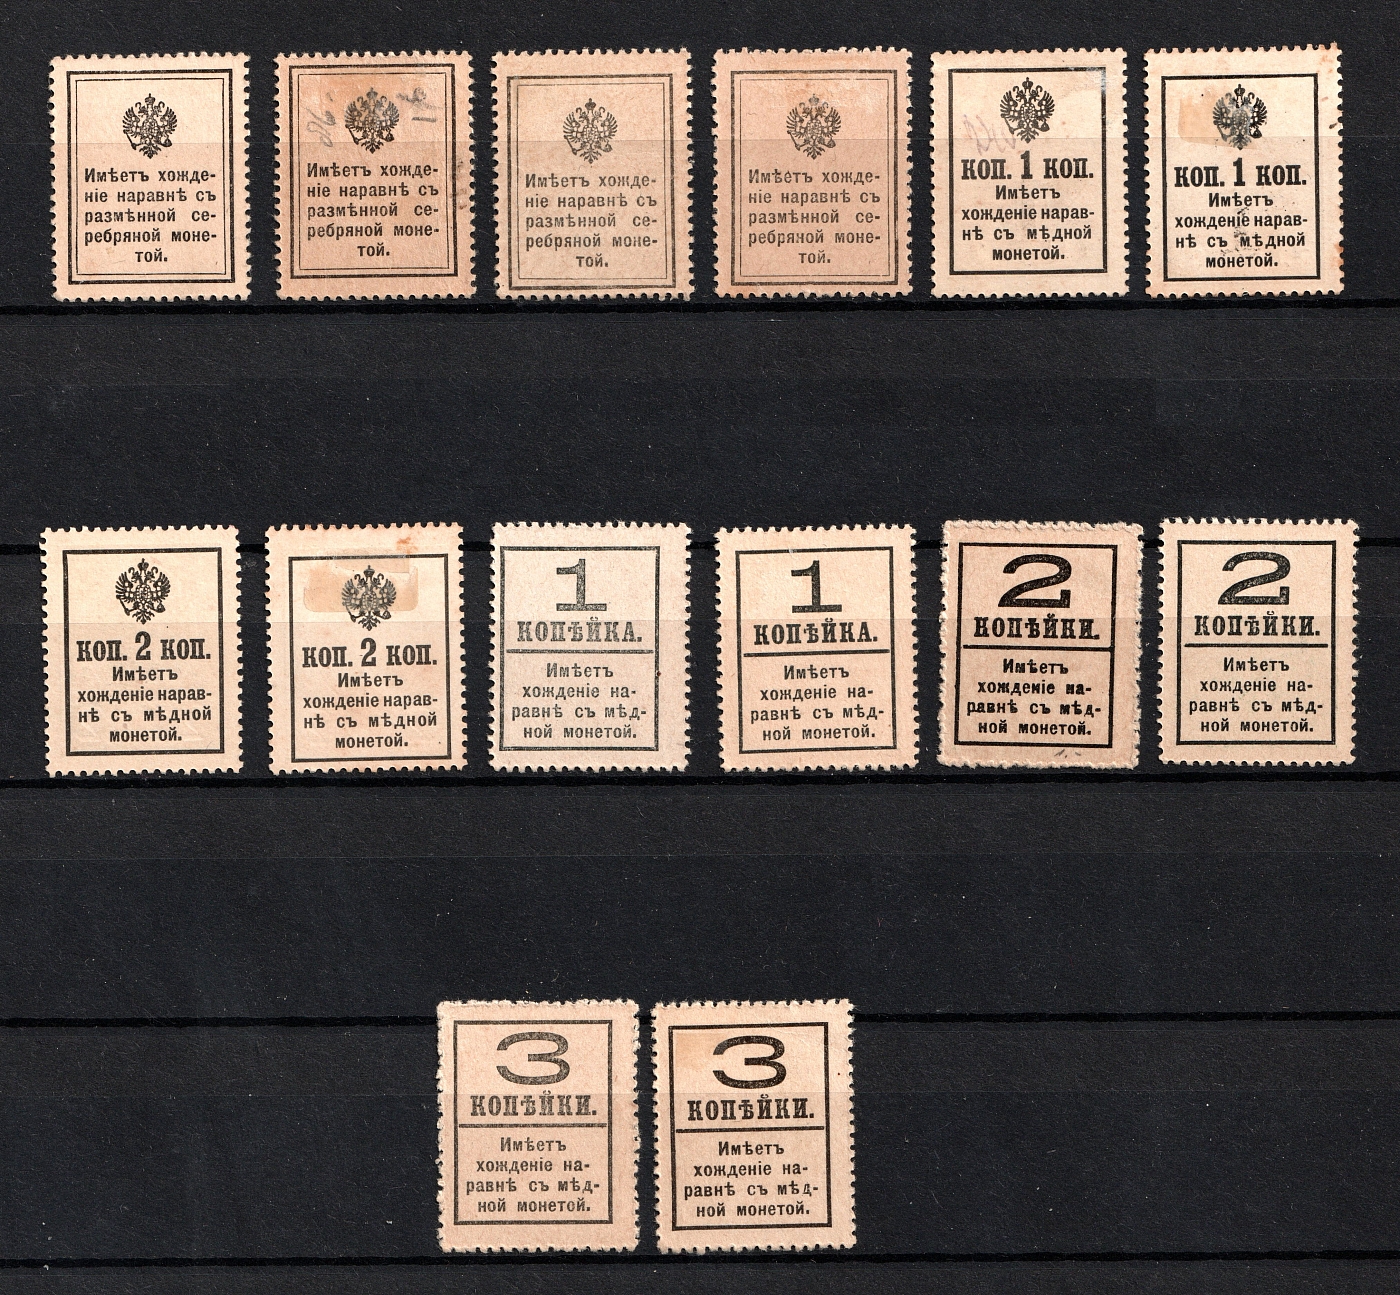 Имѣетъ хожде-
ніе наравнѣ съ
размѣнной се-
ребряной моне-
той.
Имѣетъ хожде-
ніе наравнѣ съ
размѣнной се-
ребряной моне-
той.
Имѣетъ хожде-
ніе наравнѣ съ
размѣнной се-
ребряной моне-
той.
Имѣетъ хожде-
ніе наравнѣ съ
размѣнной се-
ребряной моне-
той.
КОП. 1 КОП.
Имѣетъ
хожденіе нарав-
нѣ съ мѣдной
монетой.
КОП. 1 КОП.
Имѣетъ
хожденіе нарав-
нѣ съ мѣдной
монетой.
КОП. 2 КОП.
Имѣетъ
хожденіе нарав-
нѣ съ мѣдной
монетой.
КОП. 2 КОП.
Имѣетъ
хожденіе нарав-
нѣ съ мѣдной
монетой.
1
КОПѢЙКА.
Имѣетъ
хожденіе на-
равнѣ съ мѣд-
ной монетой.
1
КОПѢЙКА.
Имѣетъ
хожденіе на-
равнѣ съ мѣд-
ной монетой.
2
КОПѢЙКИ.
Имѣетъ
хожденіе на-
равнѣ съ мѣд-
ной монетой.
2
КОПѢЙКИ.
Имѣетъ
хожденіе на-
равнѣ съ мѣд-
ной монетой.
3
КОПѢЙКИ.
Имѣетъ
хожденіе на-
равнѣ съ мѣд-
ной монетой.
3
КОПѢЙКИ.
Имѣетъ
хожденіе на-
равнѣ съ мѣд-
ной монетой.